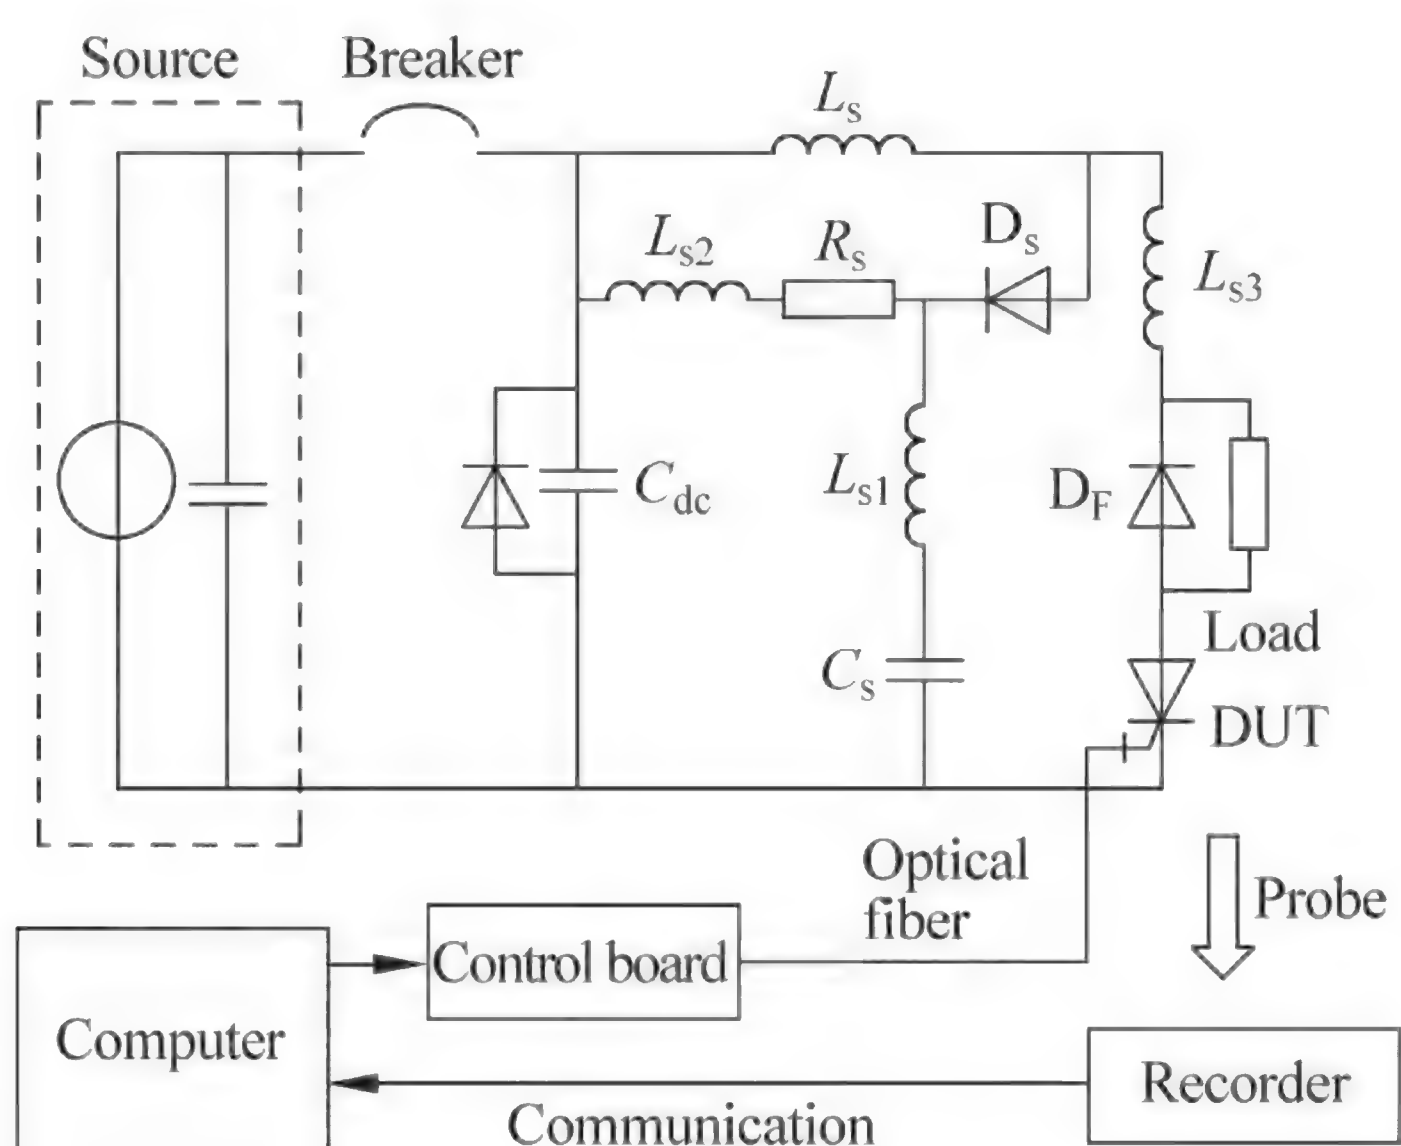 Source
Breaker
Ls
Ls2
Rs
Ds
Ls3
Cdc
Ls1
DF
Cs
Load
DUT
Optical
fiber
Probe
Control board
Computer
Recorder
Communication